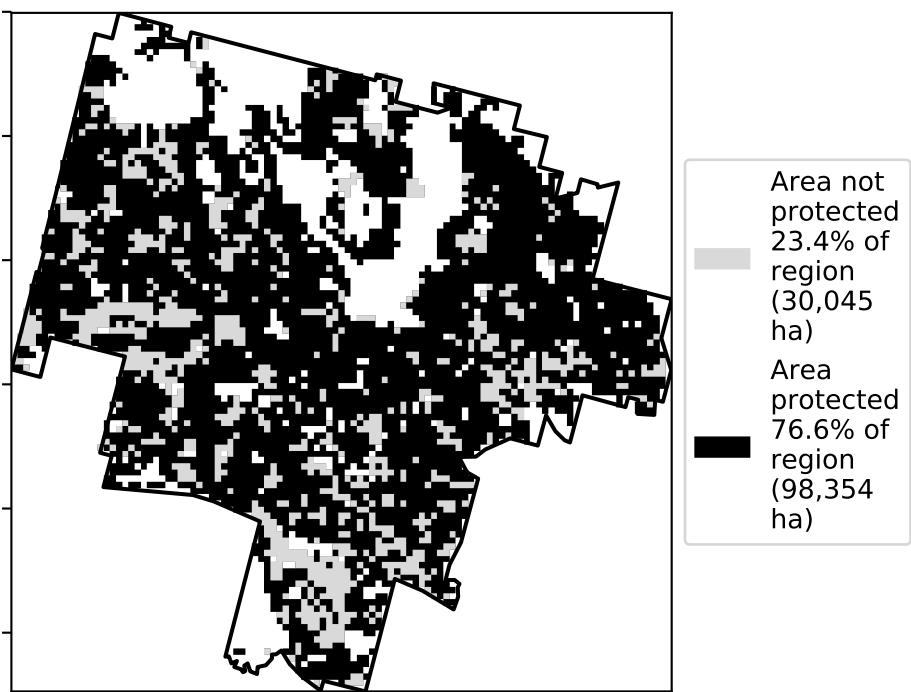 Area not
protected
23.4% of
region
(30,045
ha)
Area
protected
76.6% of
region
(98,354
ha)